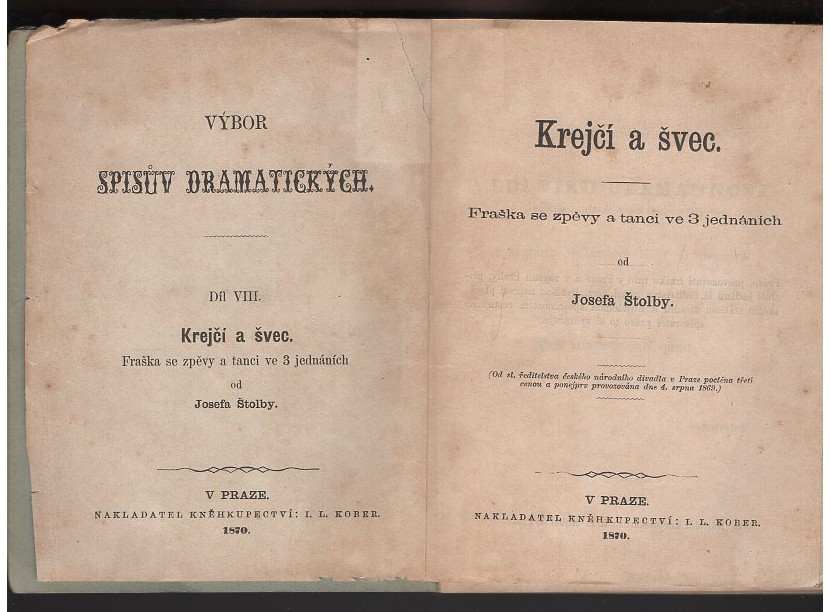 VÝBOR
SPISŮV DRAMATICKÝCH.
Díl VIII.
Krejčí a švec.
Fraška se zpěvy a tanci ve 3 jednáních
od
Josefa Štolby.
V PRAZE.
NAKLADATEL KNĚHKUPECTVÍ: I. L. KOBER.
1870.
Krejčí a švec.
Fraška se zpěvy a tanci ve 3 jednáních
od
Josefa Štolby.
(Od sl. ředitelstva českého národního divadla v Praze poctěna třetí
cenou a ponejprv provozována dne 4. srpna 1869.)
V PRAZE.
NAKLADATEL KNĚHKUPECTVÍ: I. L. KOBER.
1870.